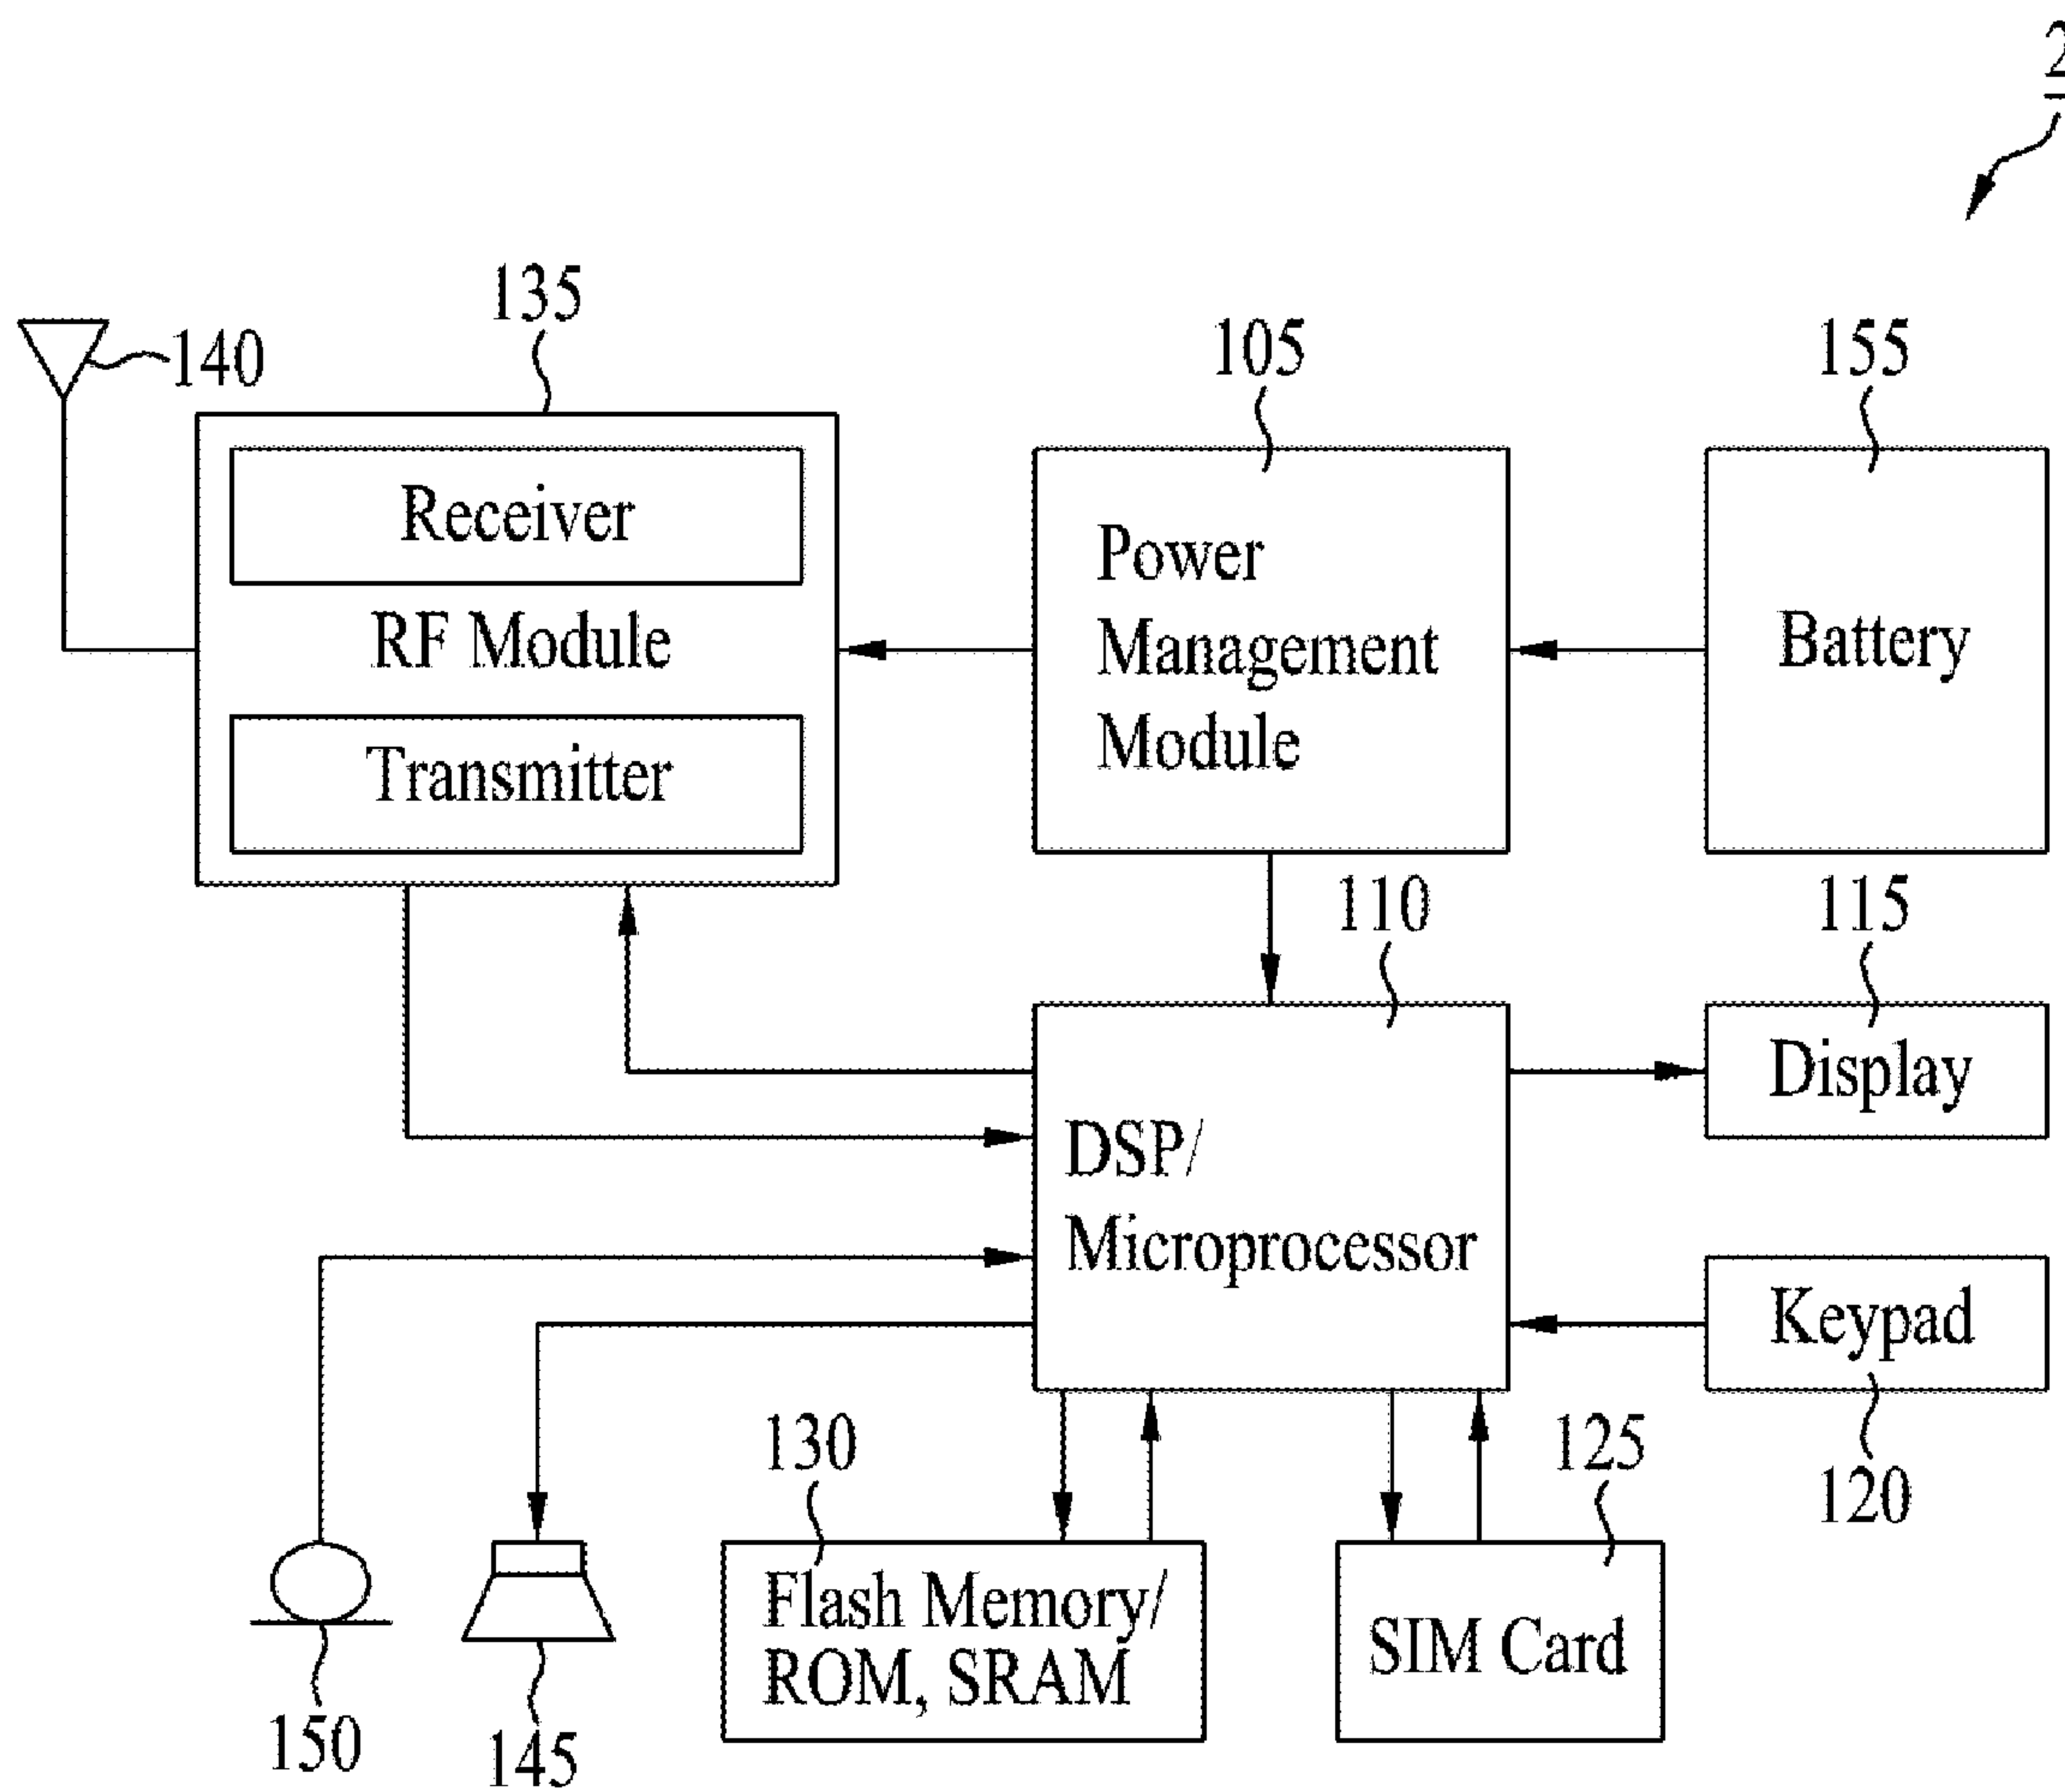 2
135
140
105
155
Receiver
RF Module
Transmitter
Power
Management
Module
Battery
110
115
DSP/
Microprocessor
Display
Keypad
120
130
125
Flash Memory/
ROM, SRAM
SIM Card
150
145